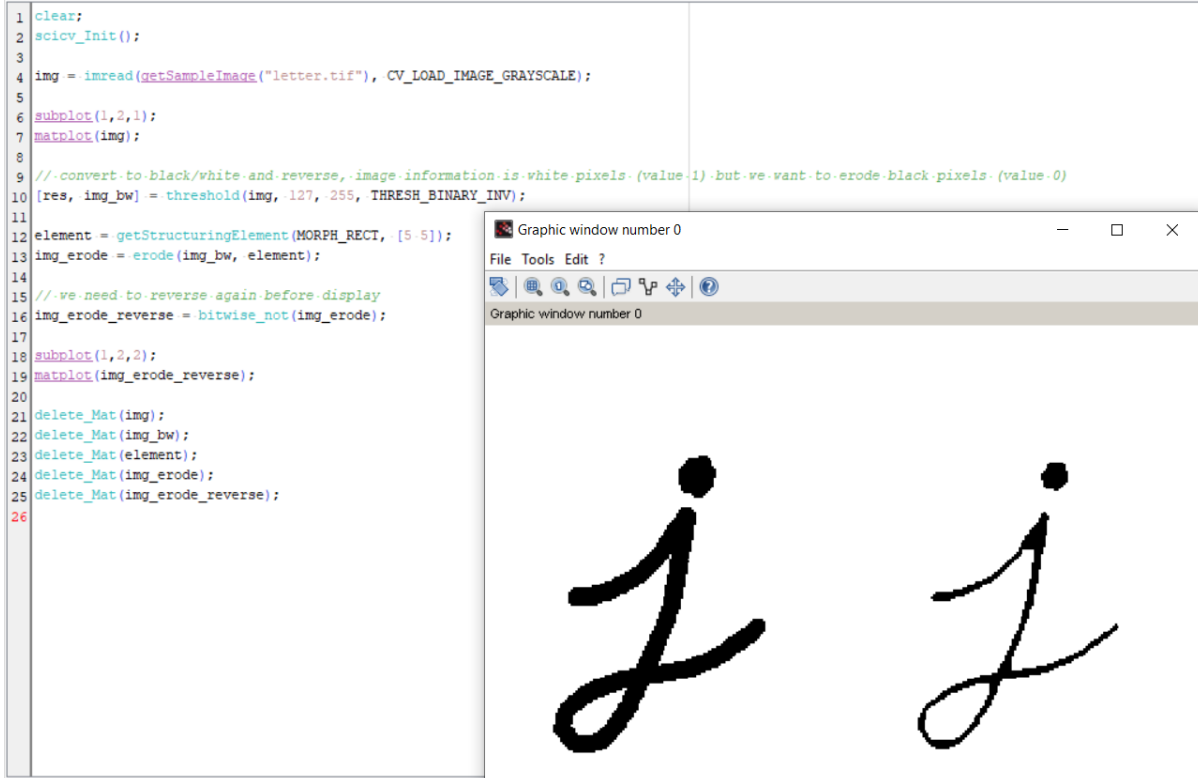 1 clear;
2 scicv_Init();
3
4 img = imread(getSampleImage("letter.tif"), CV_LOAD_IMAGE_GRAYSCALE);
5
6 subplot(1,2,1);
7 matplot(img);
8
9 // convert to black/white and reverse, image information is white pixels (value 1) but we want to erode black pixels (value 0)
10 [res, img_bw] = threshold(img, 127, 255, THRESH_BINARY_INV);
11
12 element = getStructuringElement(MORPH_RECT, [5 5]);
13 img_erode = erode(img_bw, element);
14
15 // we need to reverse again before display
16 img_erode_reverse = bitwise_not(img_erode);
17
18 subplot(1,2,2);
19 matplot(img_erode_reverse);
20
21 delete_Mat(img);
22 delete_Mat(img_bw);
23 delete_Mat(element);
24 delete_Mat(img_erode);
25 delete_Mat(img_erode_reverse);
26
Graphic window number 0
File Tools Edit ?
Graphic window number 0
j j